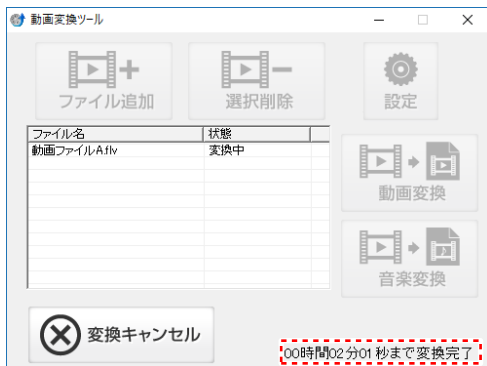 動画変換ツール
ファイル追加
選択削除
設定
ファイル名 状態
動画ファイルA.flv 変換中
動画変換
音楽変換
変換キャンセル
00時間02分01秒まで変換完了